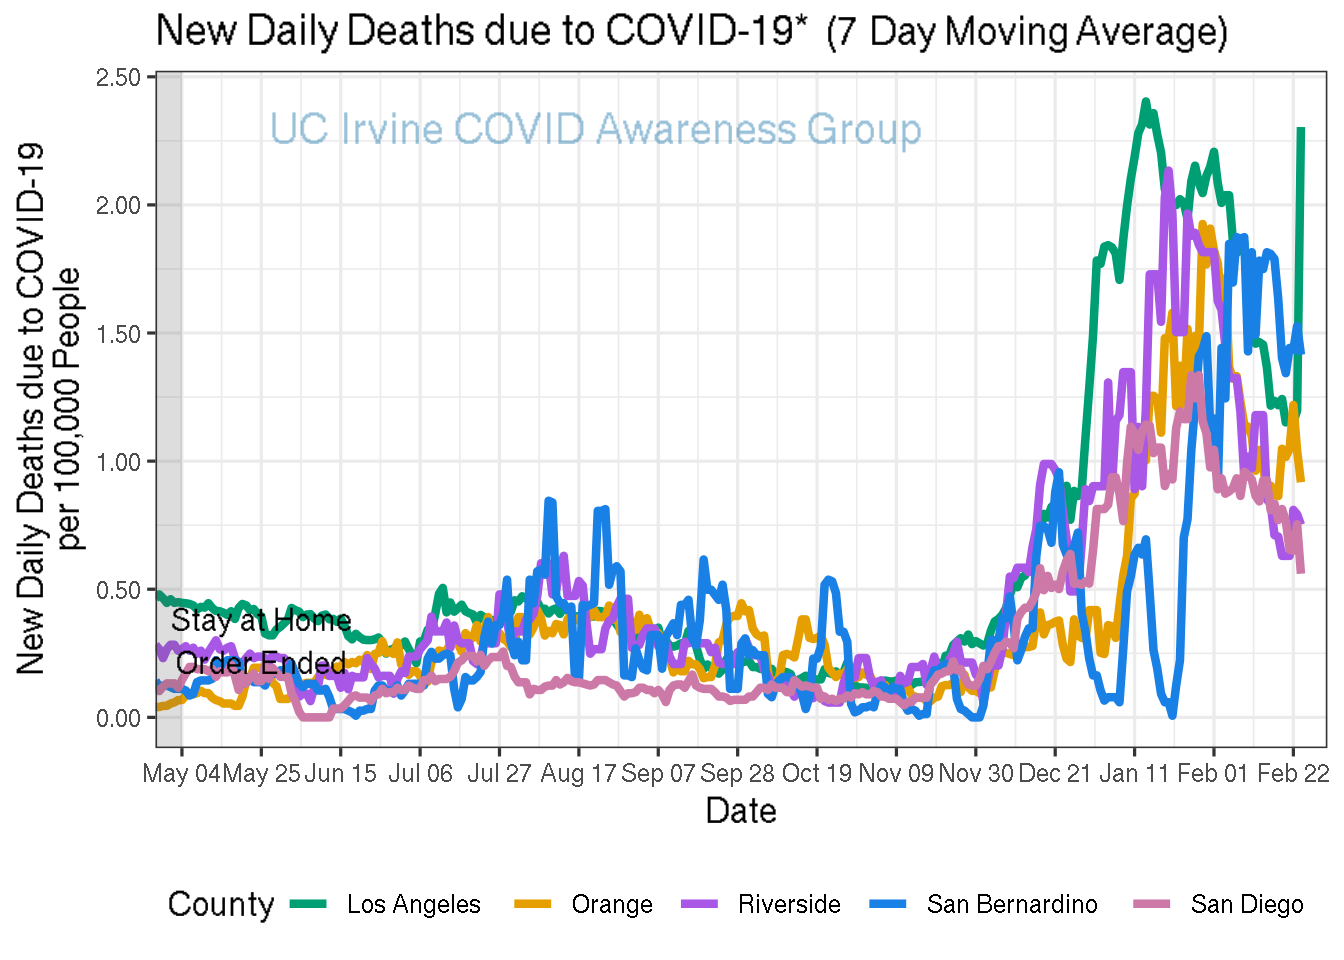 New Daily Deaths due to COVID-19* (7 Day Moving Average)
UC Irvine COVID Awareness Group
New Daily Deaths due to COVID-19
per 100,000 People
2.50
2.00
1.50
1.00
0.50
0.00
Stay at Home
Order Ended
May 04 May 25 Jun 15 Jul 06 Jul 27 Aug 17 Sep 07 Sep 28 Oct 19 Nov 09 Nov 30 Dec 21 Jan 11 Feb 01 Feb 22
Date
County Los Angeles Orange Riverside San Bernardino San Diego